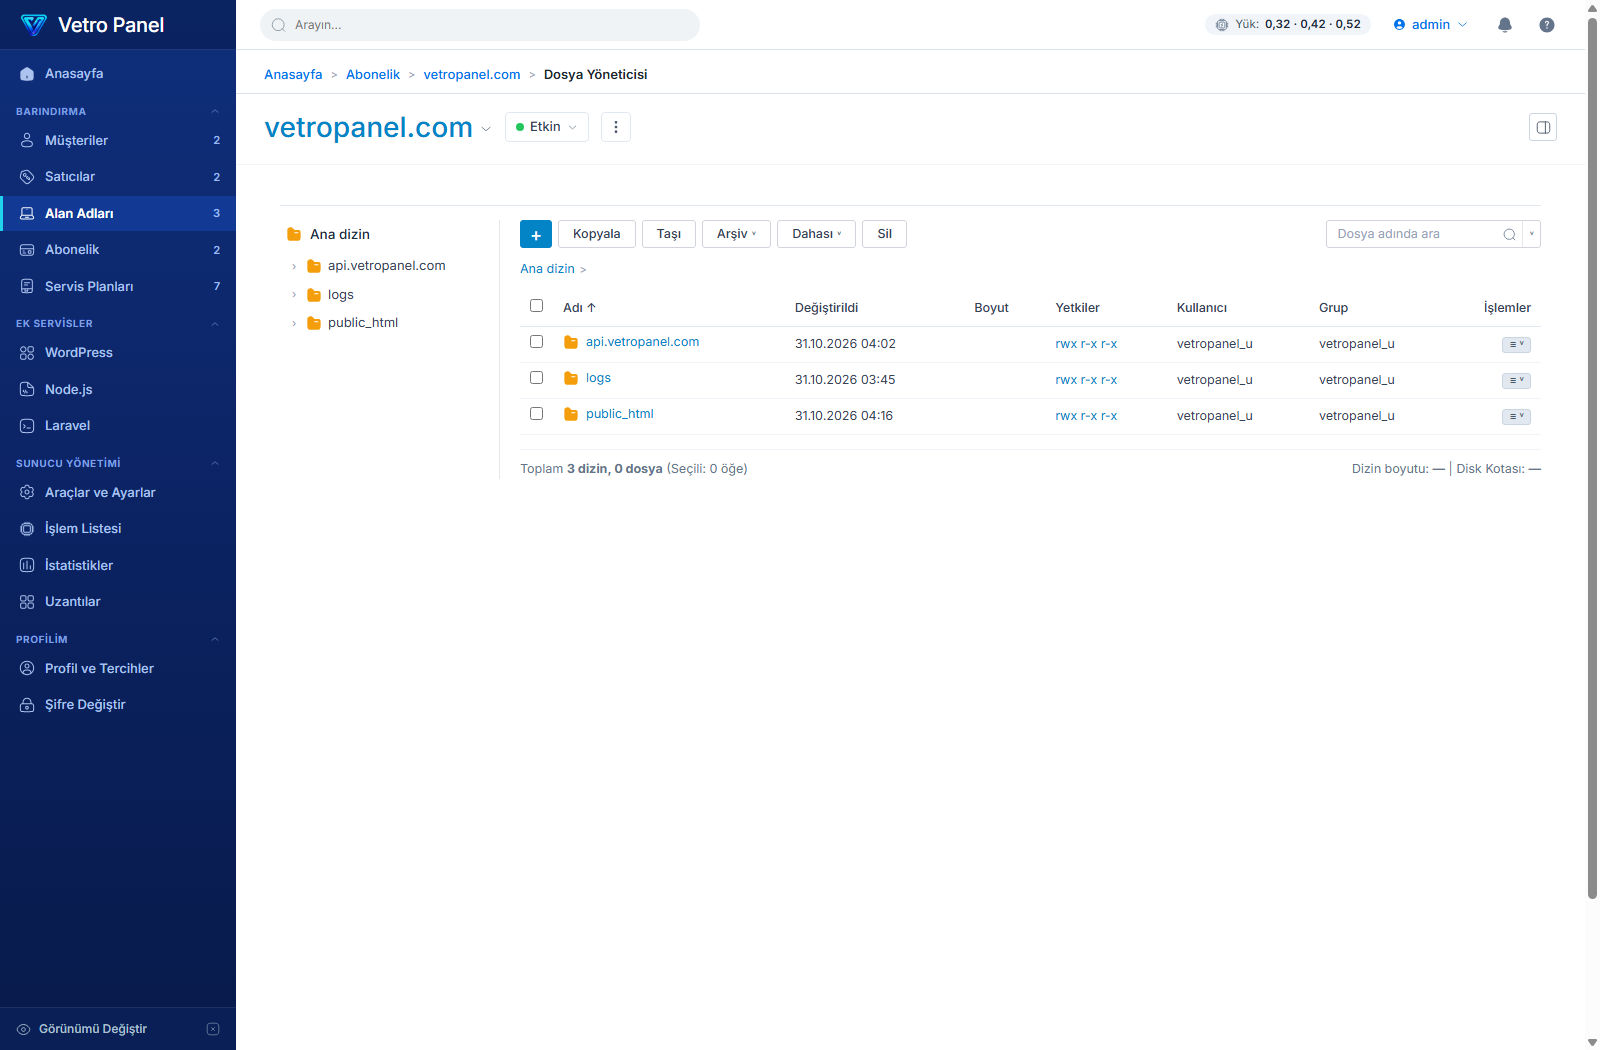 Vetro Panel
Arayın...
Yük: 0,32 · 0,42 · 0,52
admin
Anasayfa
BARINDIRMA
Müşteriler 2
Satıcılar 2
Alan Adları 3
Abonelik 2
Servis Planları 7
EK SERVİSLER
WordPress
Node.js
Laravel
SUNUCU YÖNETİMİ
Araçlar ve Ayarlar
İşlem Listesi
İstatistikler
Uzantılar
PROFİLİM
Profil ve Tercihler
Şifre Değiştir
Görünümü Değiştir
Anasayfa > Abonelik > vetropanel.com > Dosya Yöneticisi
vetropanel.com
Etkin
Ana dizin
api.vetropanel.com
logs
public_html
+ Kopyala Taşı Arşiv Dahası Sil
Dosya adında ara
Ana dizin >
Adı ↑ Değiştirildi Boyut Yetkiler Kullanıcı Grup İşlemler
api.vetropanel.com 31.10.2026 04:02 rwx r-x r-x vetropanel_u vetropanel_u
logs 31.10.2026 03:45 rwx r-x r-x vetropanel_u vetropanel_u
public_html 31.10.2026 04:16 rwx r-x r-x vetropanel_u vetropanel_u
Toplam 3 dizin, 0 dosya (Seçili: 0 öğe)
Dizin boyutu: — | Disk Kotası: —